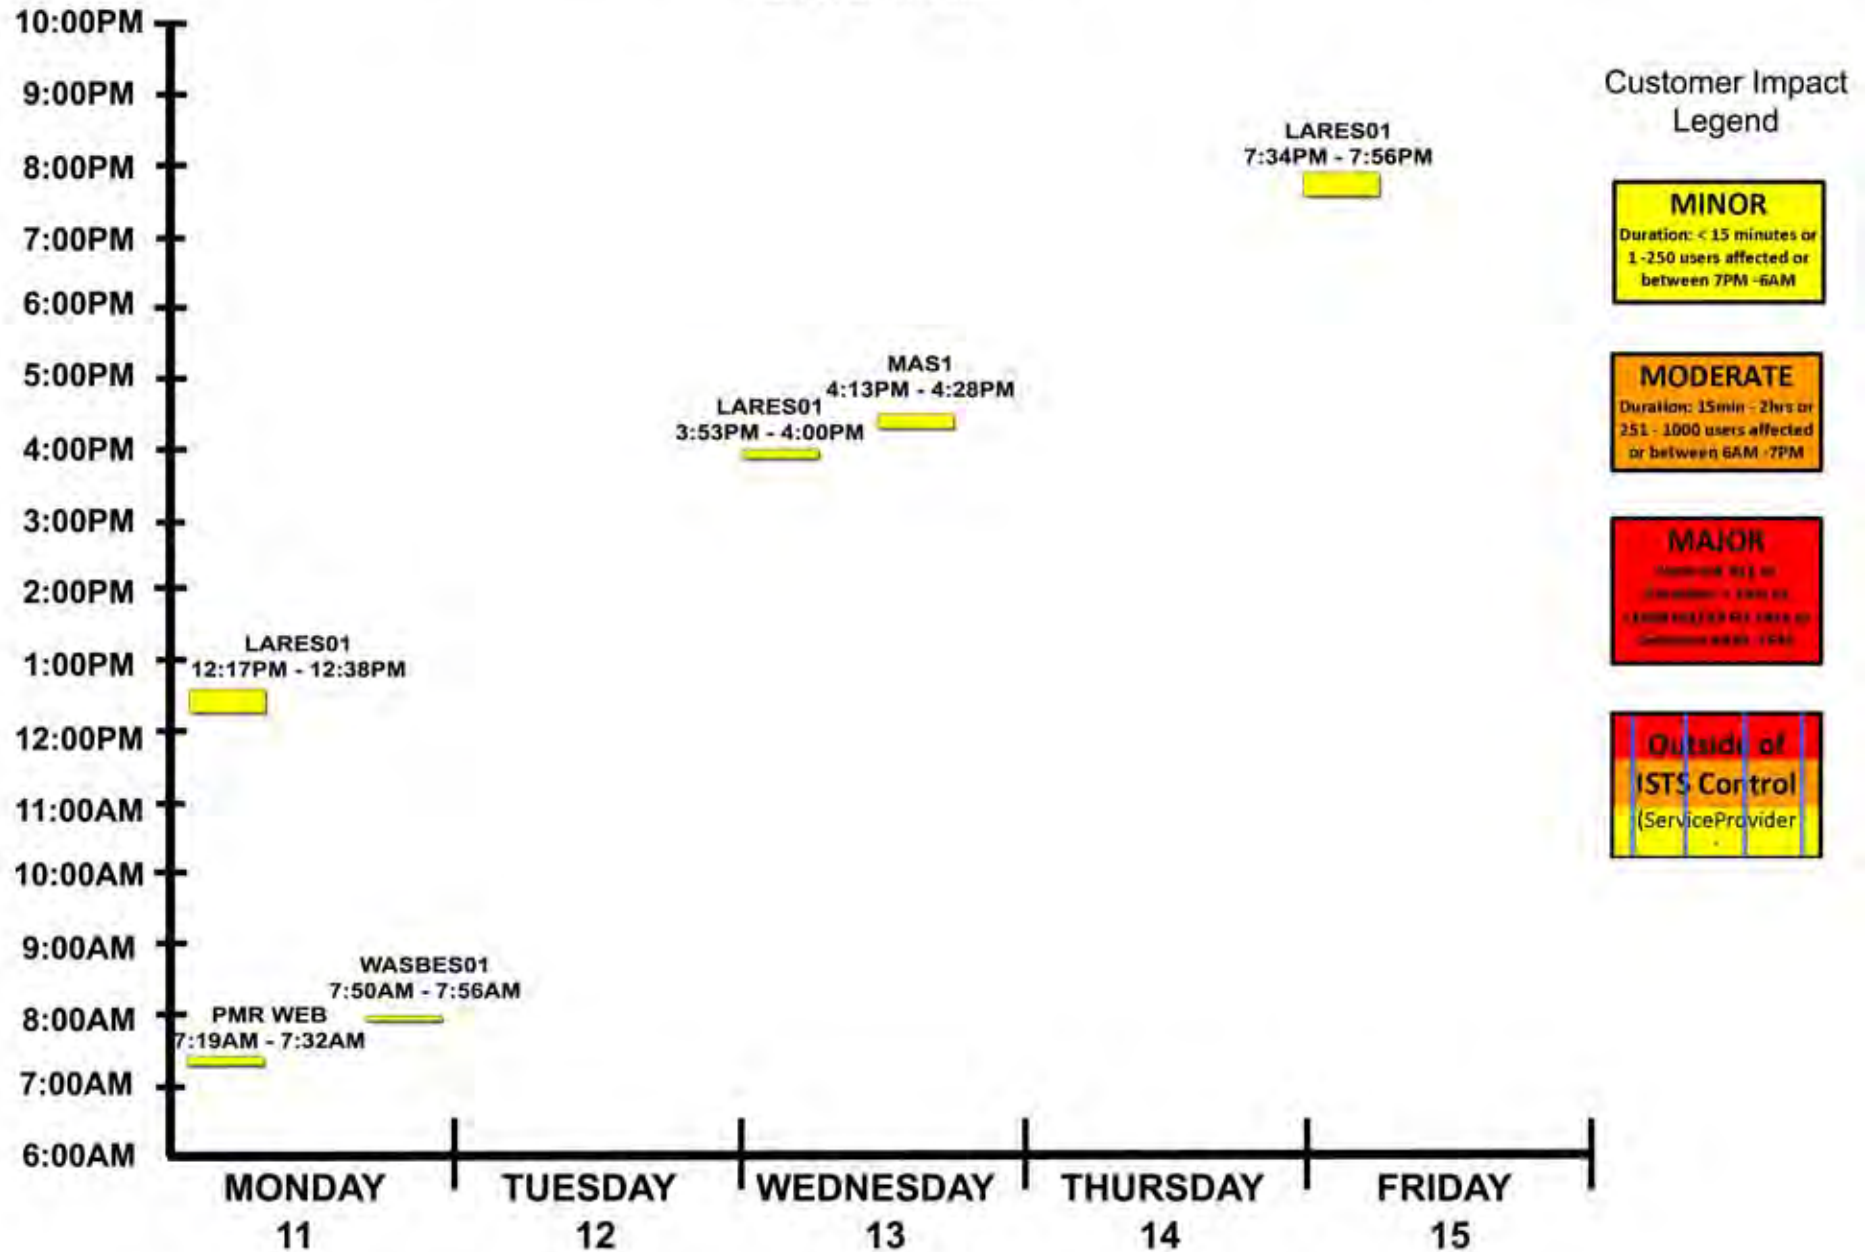 10:00PM
9:00PM
8:00PM
7:00PM
6:00PM
5:00PM
4:00PM
3:00PM
2:00PM
1:00PM
12:00PM
11:00AM
10:00AM
9:00AM
8:00AM
7:00AM
6:00AM
LARES01
7:34PM - 7:56PM
MAS1
4:13PM - 4:28PM
LARES01
3:53PM - 4:00PM
LARES01
12:17PM - 12:38PM
WASBES01
7:50AM - 7:56AM
PMR WEB
7:19AM - 7:32AM
MONDAY
11
TUESDAY
12
WEDNESDAY
13
THURSDAY
14
FRIDAY
15
Customer Impact
Legend
MINOR
Duration: < 15 minutes or
1 -250 users affected or
between 7PM -6AM
MODERATE
Duration: 15min - 2hrs or
251 - 1000 users affected
or between 6AM -7PM
MAJOR
Outside of
ISTS Control
(ServiceProvider